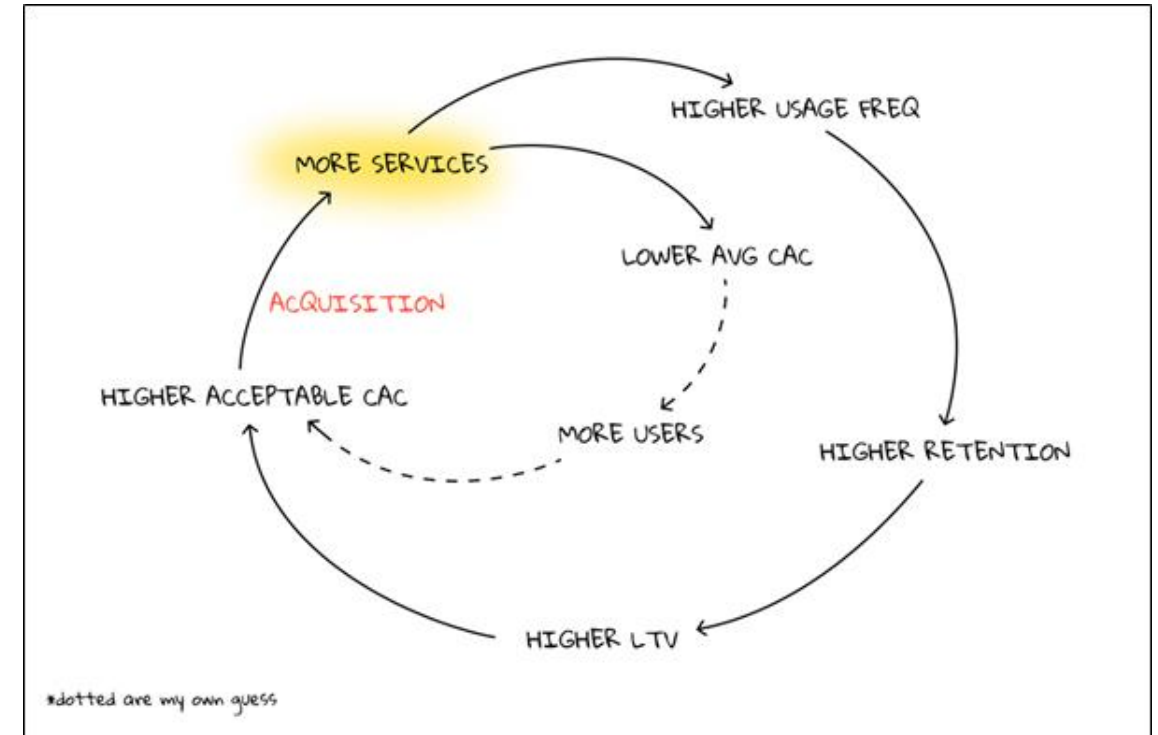 HIGHER USAGE FREQ
MORE SERVICES
LOWER AVG CAC
ACQUISITION
HIGHER ACCEPTABLE CAC
MORE USERS
HIGHER RETENTION
HIGHER LTV
*dotted are my own guess